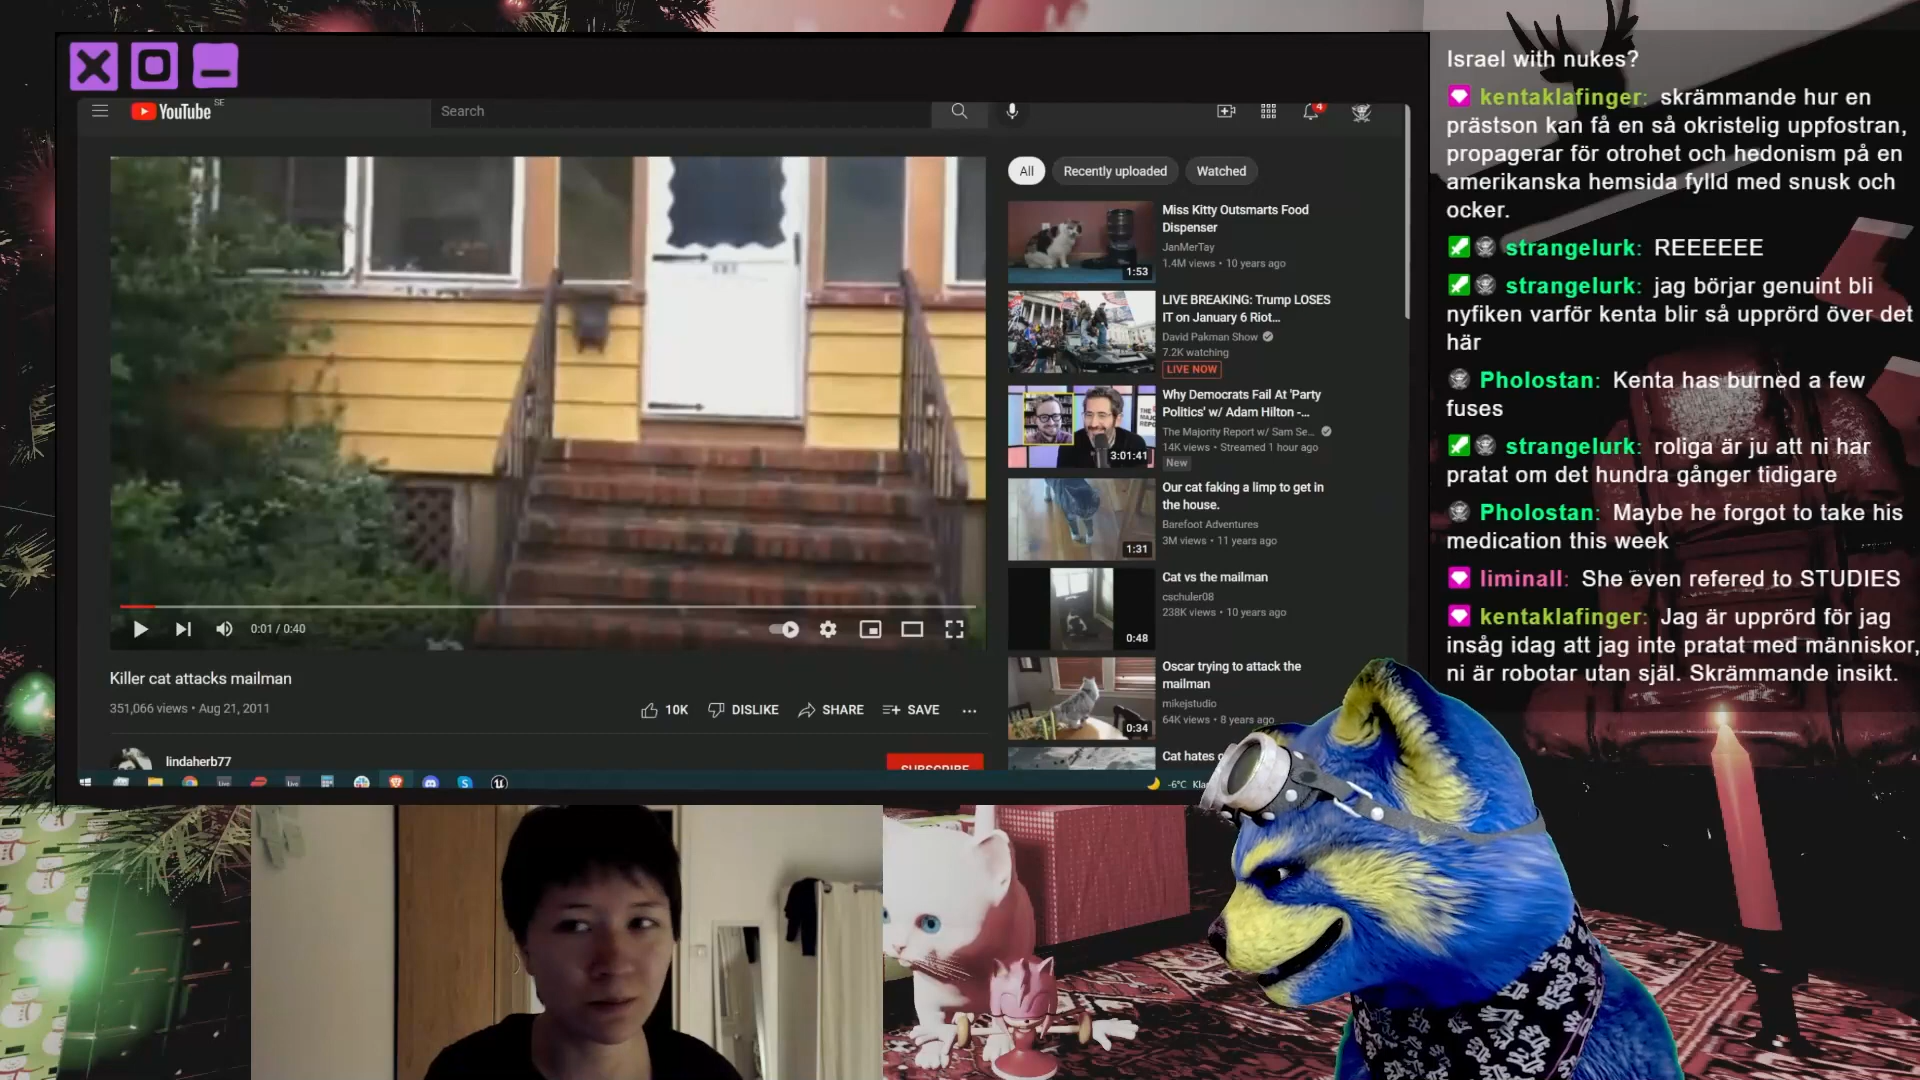 YouTube SE
Search
4
All
Recently uploaded
Watched
Miss Kitty Outsmarts Food
Dispenser
JanMerTay
1.4M views • 10 years ago
1:53
LIVE BREAKING: Trump LOSES
IT on January 6 Riot...
David Pakman Show
7.2K watching
LIVE NOW
Why Democrats Fail At 'Party
Politics' w/ Adam Hilton -...
The Majority Report w/ Sam Se...
14K views • Streamed 1 hour ago
3:01:41
New
Our cat faking a limp to get in
the house.
Barefoot Adventures
3M views • 11 years ago
1:31
Cat vs the mailman
cschuler08
238K views • 10 years ago
0:48
Oscar trying to attack the
mailman
mikejstudio
64K views • 8 years ago
0:34
Cat hates
0:01 / 0:40
Killer cat attacks mailman
351,066 views • Aug 21, 2011
10K
DISLIKE
SHARE
SAVE
lindaherb77
SUBSCRIBE
-6°C
Israel with nukes?
kentaklafinger: skrämmande hur en
prästson kan få en så okristelig uppfostran,
propagerar för otrohet och hedonism på en
amerikanska hemsida fylld med snusk och
ocker.
strangelurk: REEEEEE
strangelurk: jag börjar genuint bli
nyfiken varför kenta blir så upprörd över det
här
Pholostan: Kenta has burned a few
fuses
strangelurk: roliga är ju att ni har
pratat om det hundra gånger tidigare
Pholostan: Maybe he forgot to take his
medication this week
liminall: She even refered to STUDIES
kentaklafinger: Jag är upprörd för jag
insåg idag att jag inte pratat med människor,
ni är robotar utan själ. Skrämmande insikt.